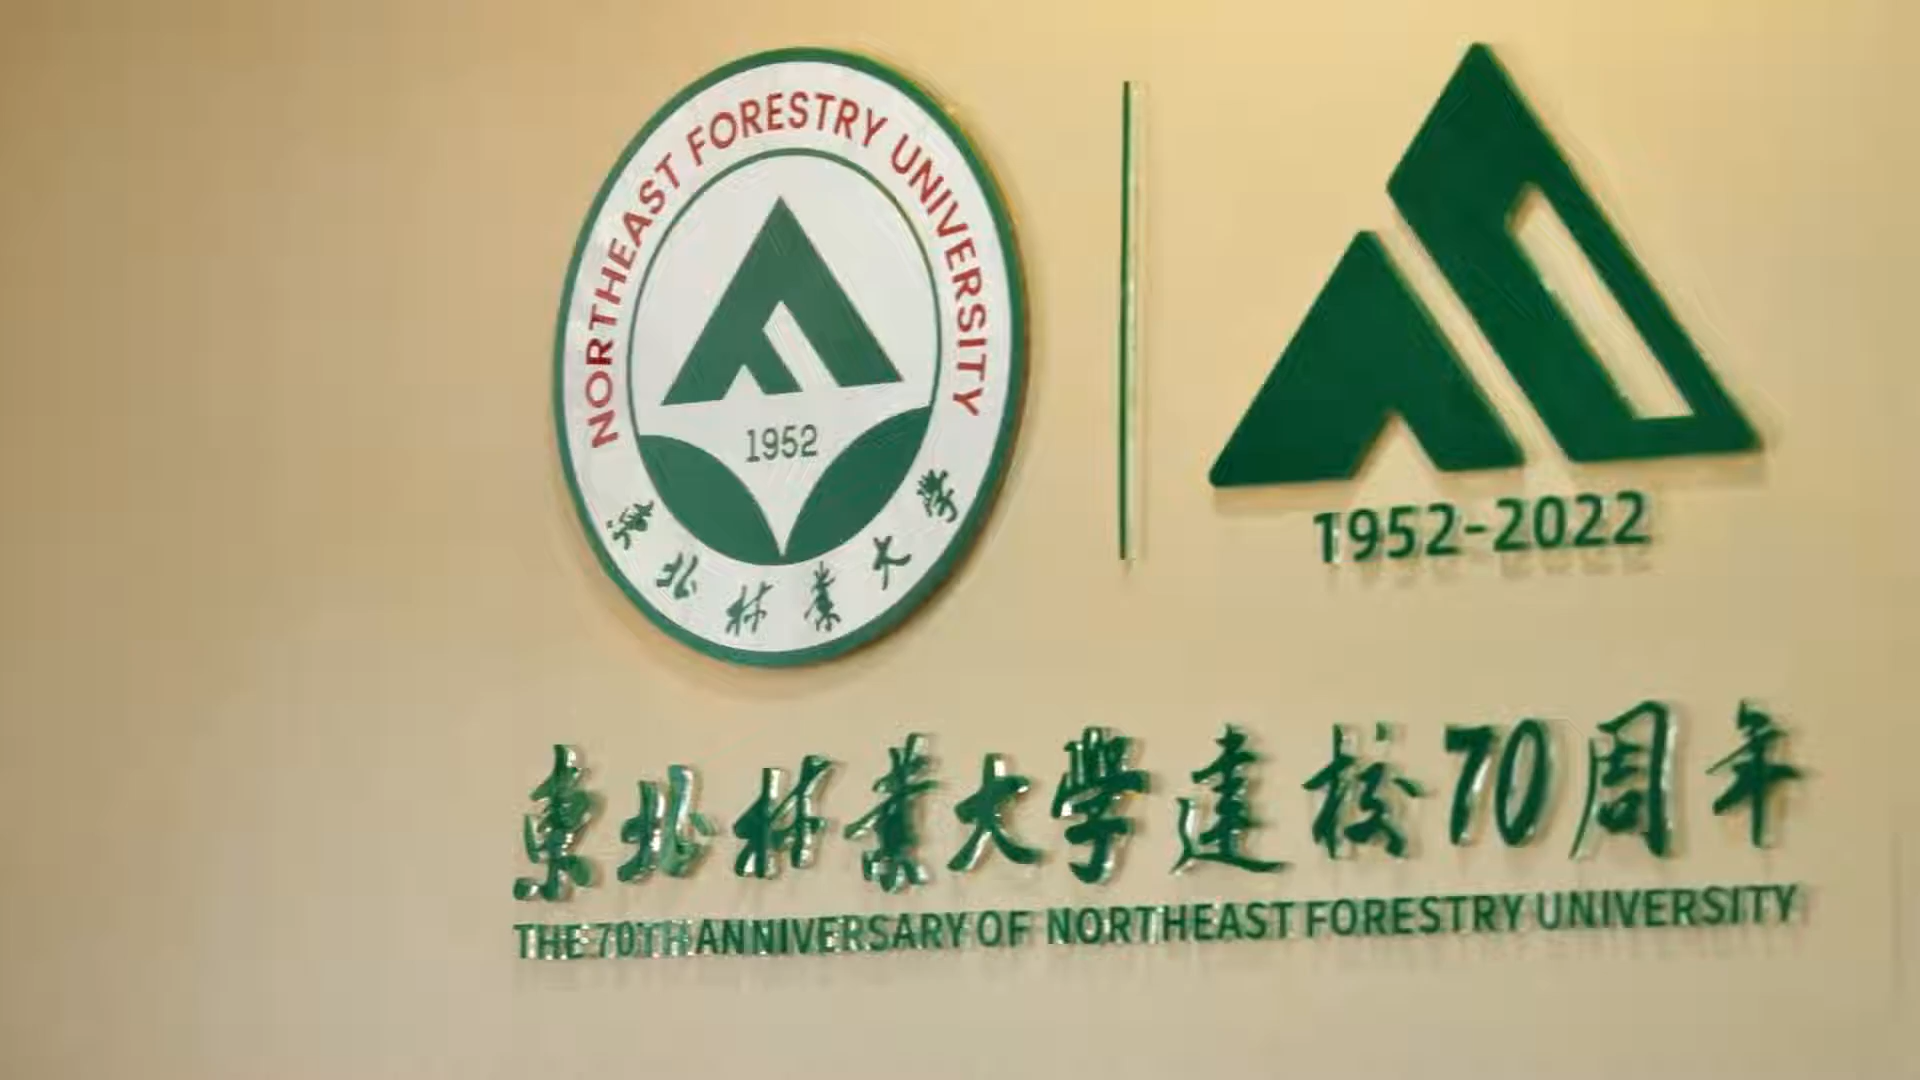 NORTHEAST FORESTRY UNIVERSITY
1952
東北林業大學
1952-2022
東北林業大學建校70周年
THE 70TH ANNIVERSARY OF NORTHEAST FORESTRY UNIVERSITY